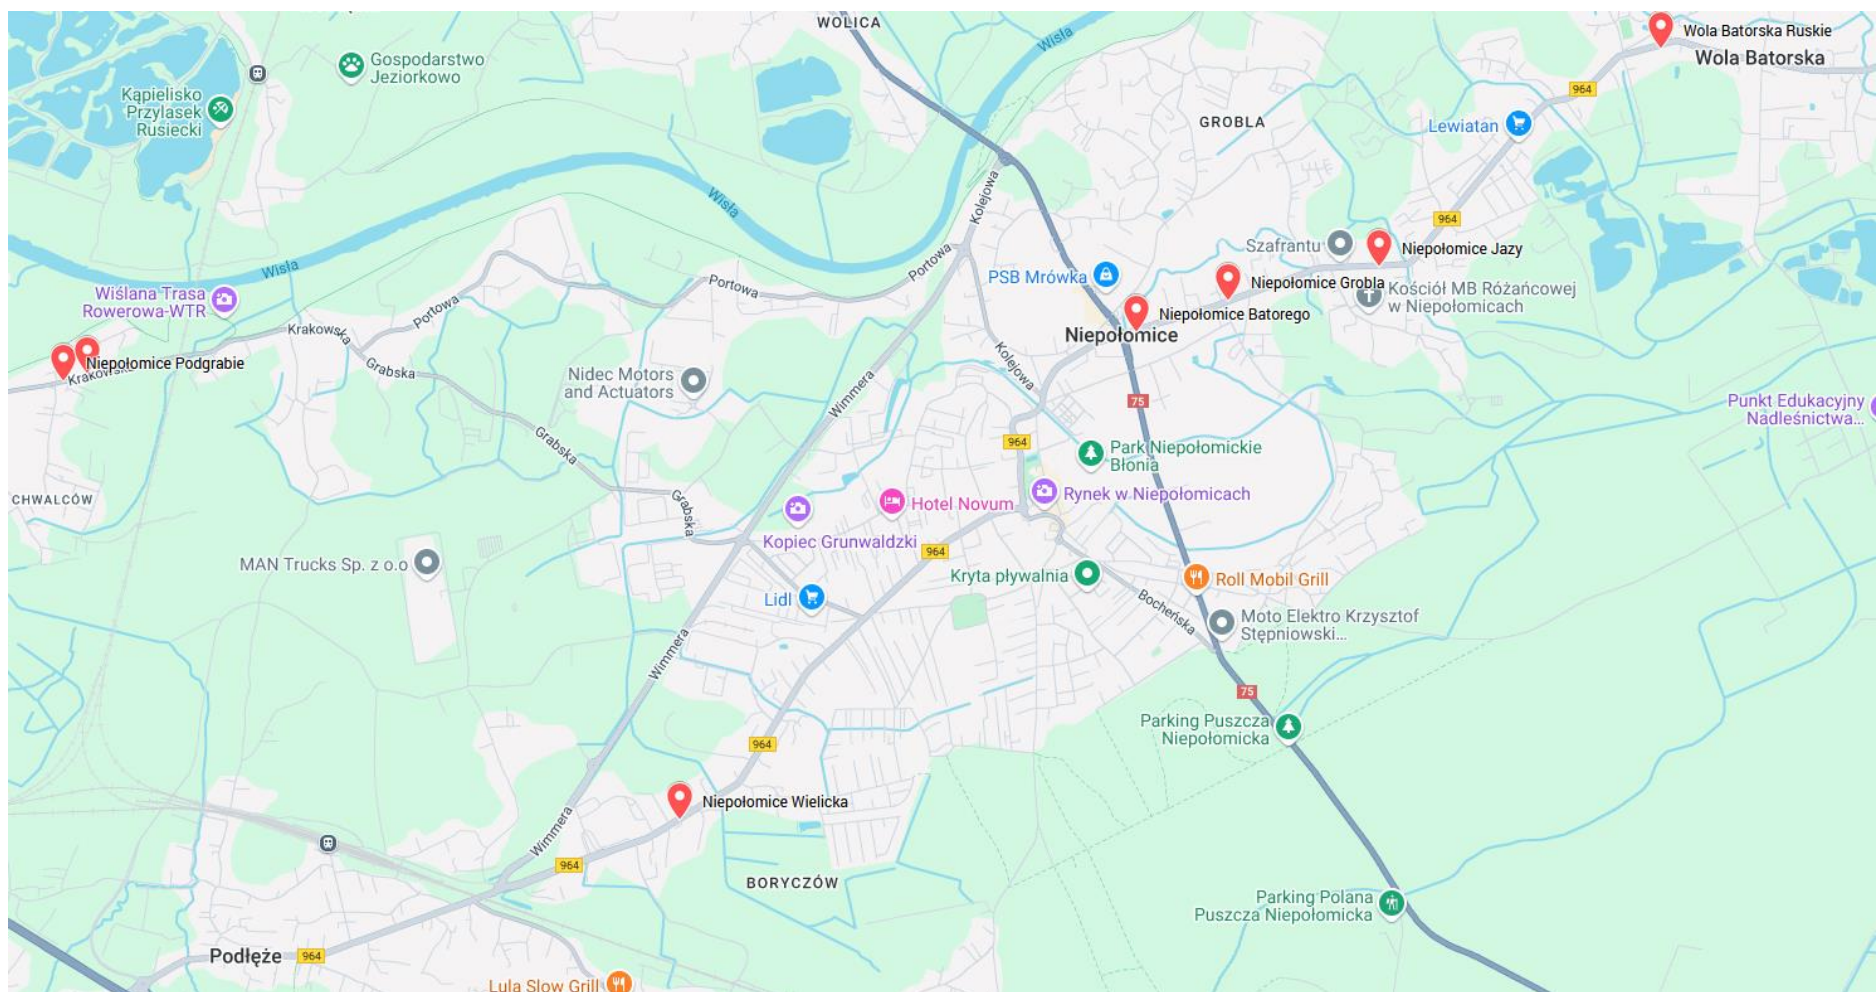 WOLICA
Wisła
Wola Batorska Ruskie
Wola Batorska
Gospodarstwo
Jeziorkowo
964
Kąpielisko
Przylasek
Rusiecki
GROBLA
Lewiatan
Kolejowa
Wisła
964
Szafrantu
Niepołomice Jazy
Wisła
Portowa
PSB Mrówka
Niepołomice Grobla
Kościół MB Różańcowej
w Niepołomicach
Wiślana Trasa
Rowerowa-WTR
Portowa
Portowa
Niepołomice Batorego
Niepołomice
Krakowska
Niepołomice Podgrabie
Krakowska
Grabska
Kolejowa
Nidec Motors
and Actuators
Wimmera
75
Punkt Edukacyjny
Nadleśnictwa...
Grabska
964
Park Niepołomickie
Błonia
CHWALCÓW
Grabska
Hotel Novum
Rynek w Niepołomicach
Kopiec Grunwaldzki
964
MAN Trucks Sp. z o.o
Kryta pływalnia
Roll Mobil Grill
Lidl
Bocheńska
Moto Elektro Krzysztof
Stępniowski...
Wimmera
75
Parking Puszcza
Niepołomicka
964
Niepołomice Wielicka
Wimmera
964
BORYCZÓW
Parking Polana
Puszcza Niepołomicka
Podłęże
964
Lula Slow Grill